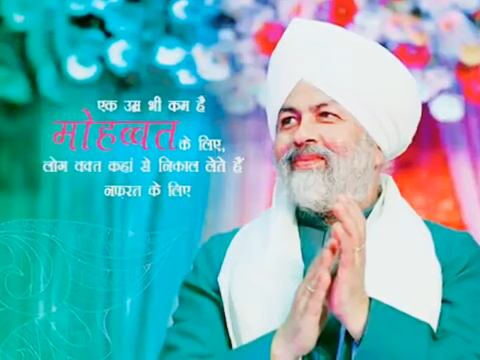 एक उम्र भी कम है
मोहब्बत के लिए,
लोग वक्त कहां से निकाल लेते हैं
नफरत के लिए